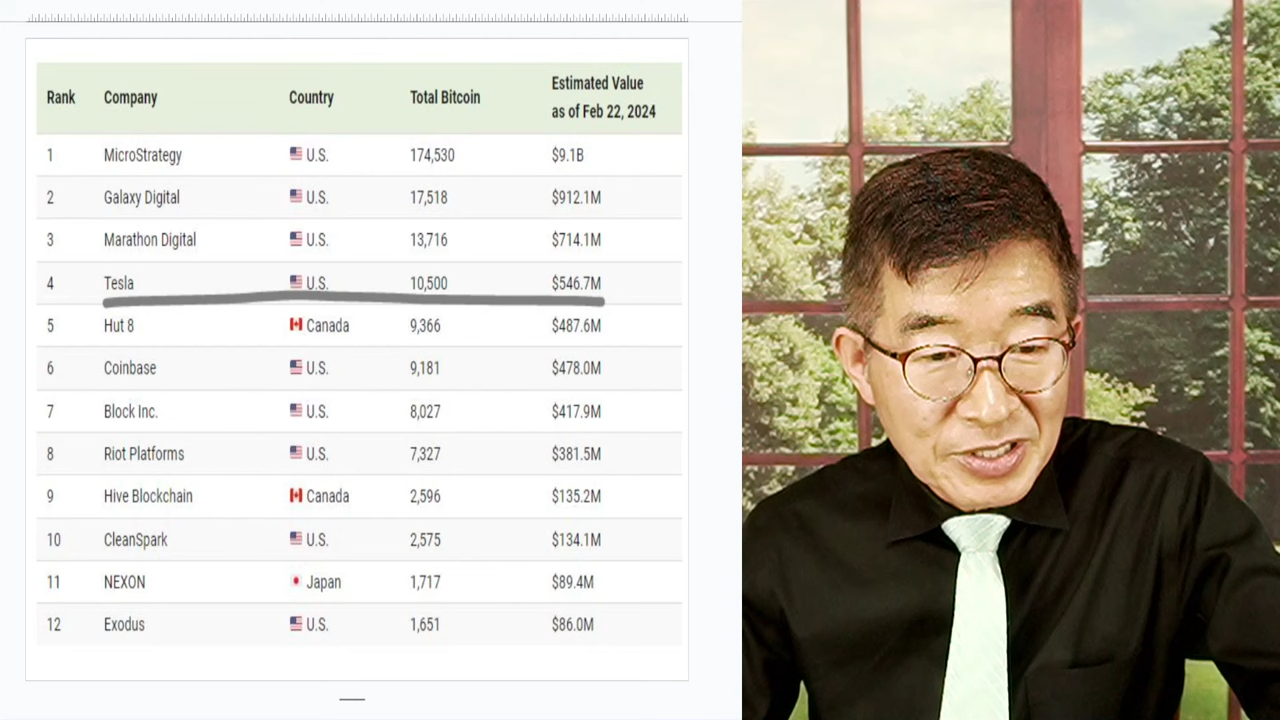 Rank Company Country Total Bitcoin Estimated Value as of Feb 22, 2024
1 MicroStrategy U.S. 174,530 $9.1B
2 Galaxy Digital U.S. 17,518 $912.1M
3 Marathon Digital U.S. 13,716 $714.1M
4 Tesla U.S. 10,500 $546.7M
5 Hut 8 Canada 9,366 $487.6M
6 Coinbase U.S. 9,181 $478.0M
7 Block Inc. U.S. 8,027 $417.9M
8 Riot Platforms U.S. 7,327 $381.5M
9 Hive Blockchain Canada 2,596 $135.2M
10 CleanSpark U.S. 2,575 $134.1M
11 NEXON Japan 1,717 $89.4M
12 Exodus U.S. 1,651 $86.0M